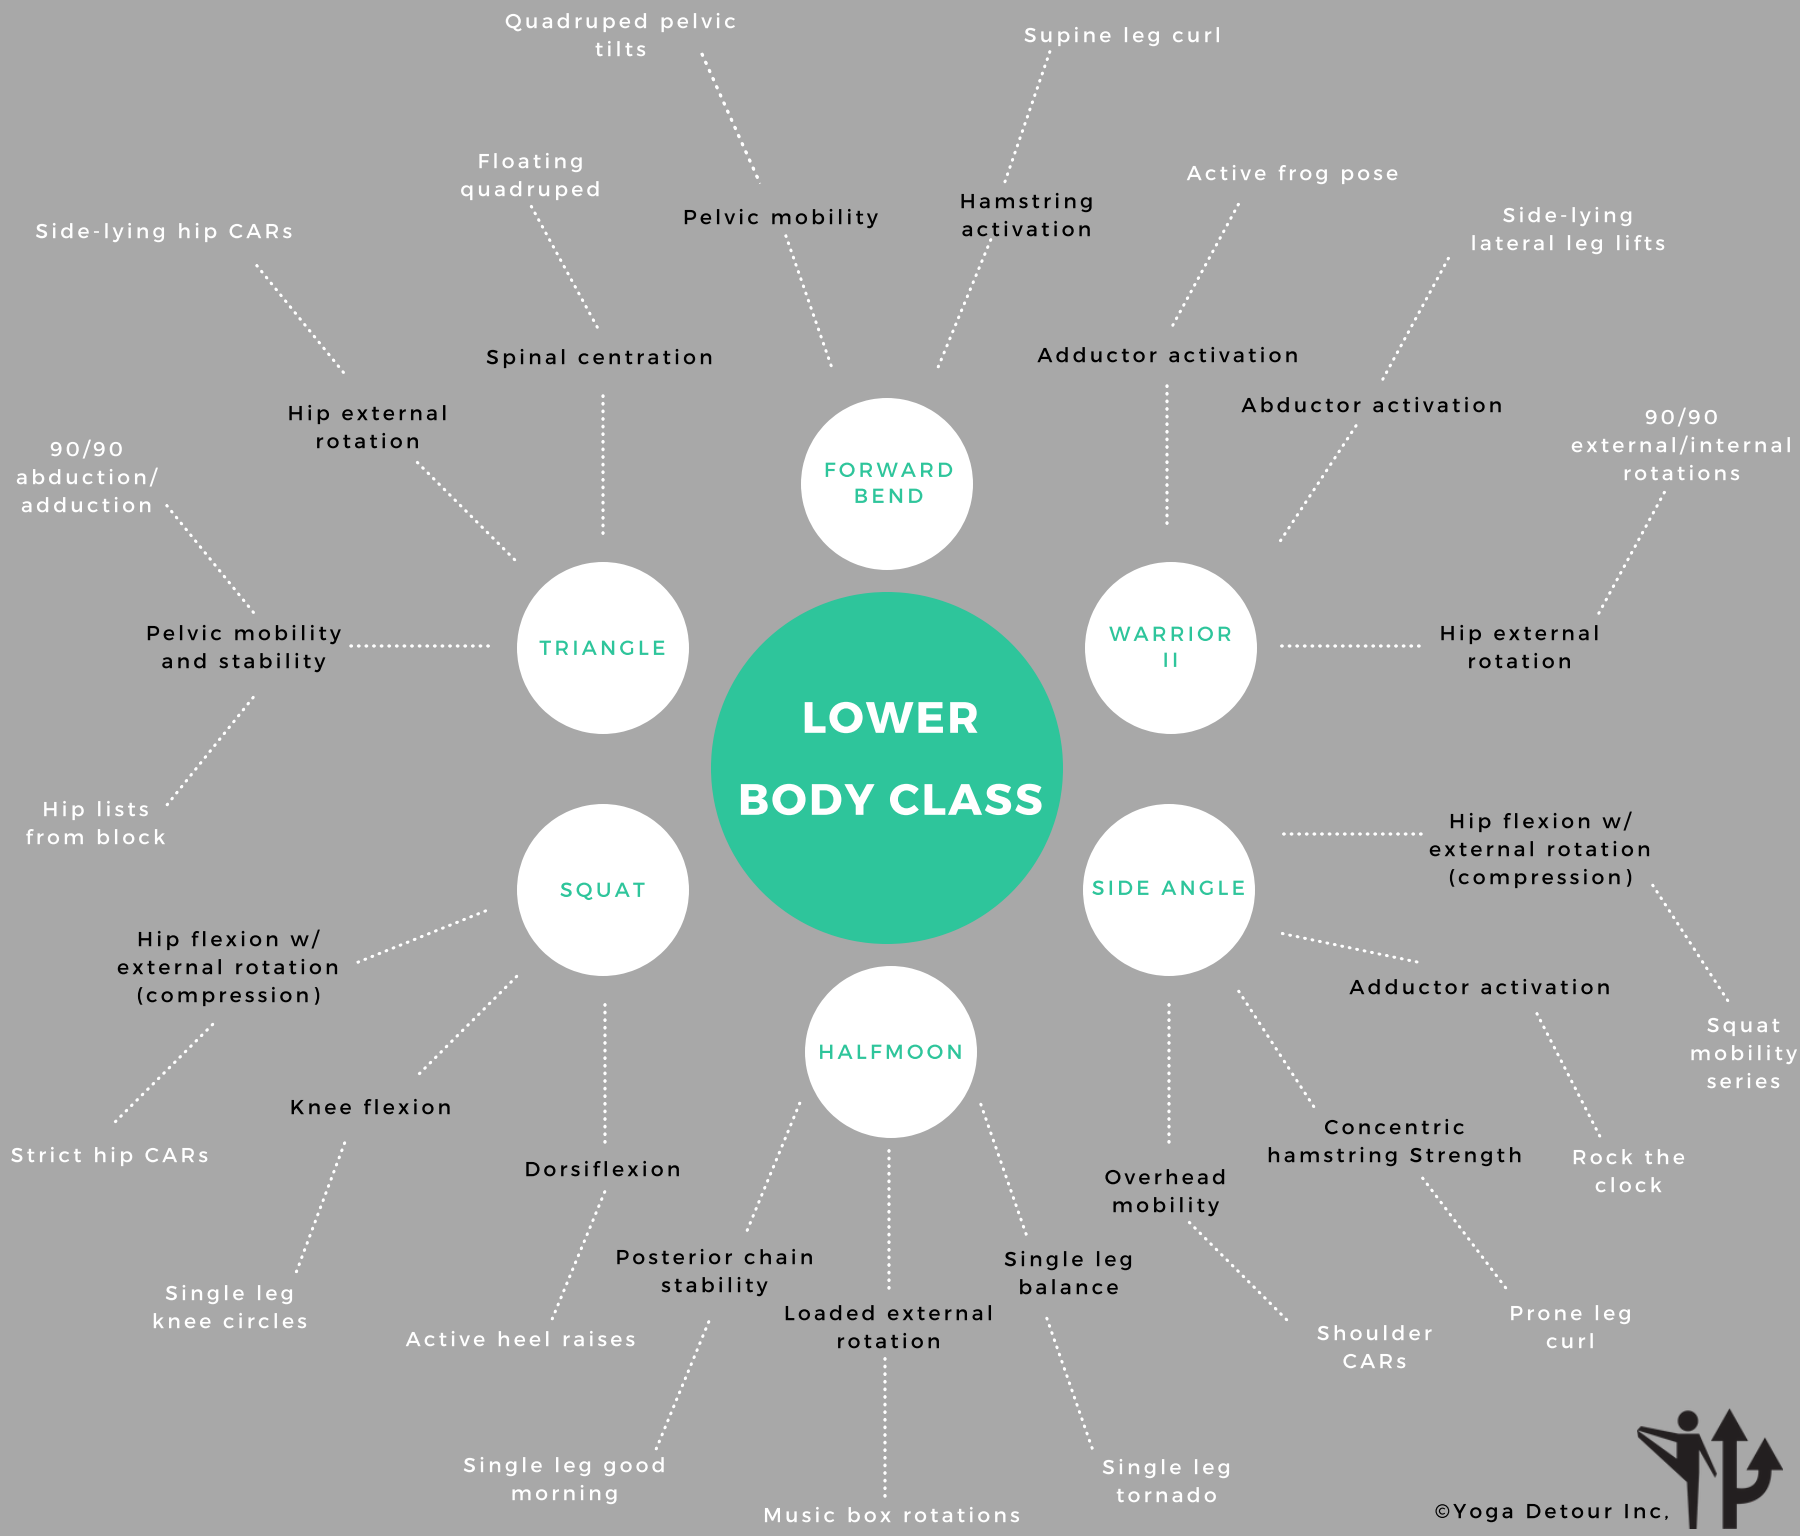 Quadruped pelvic
tilts
Supine leg curl
Floating
quadruped
Pelvic mobility
Hamstring
activation
Active frog pose
Side-lying
lateral leg lifts
Side-lying hip CARs
Spinal centration
Adductor activation
Hip external
rotation
Abductor activation
90/90
external/internal
rotations
90/90
abduction/
adduction
FORWARD
BEND
Pelvic mobility
and stability
TRIANGLE
WARRIOR
II
Hip external
rotation
LOWER
BODY CLASS
Hip lists
from block
SQUAT
SIDE ANGLE
Hip flexion w/
external rotation
(compression)
Hip flexion w/
external rotation
(compression)
Adductor activation
Squat
mobility
series
HALFMOON
Knee flexion
Strict hip CARs
Dorsiflexion
Concentric
hamstring Strength
Rock the
clock
Overhead
mobility
Posterior chain
stability
Single leg
balance
Loaded external
rotation
Single leg
knee circles
Active heel raises
Shoulder
CARs
Prone leg
curl
Single leg good
morning
Music box rotations
Single leg
tornado
©Yoga Detour Inc,